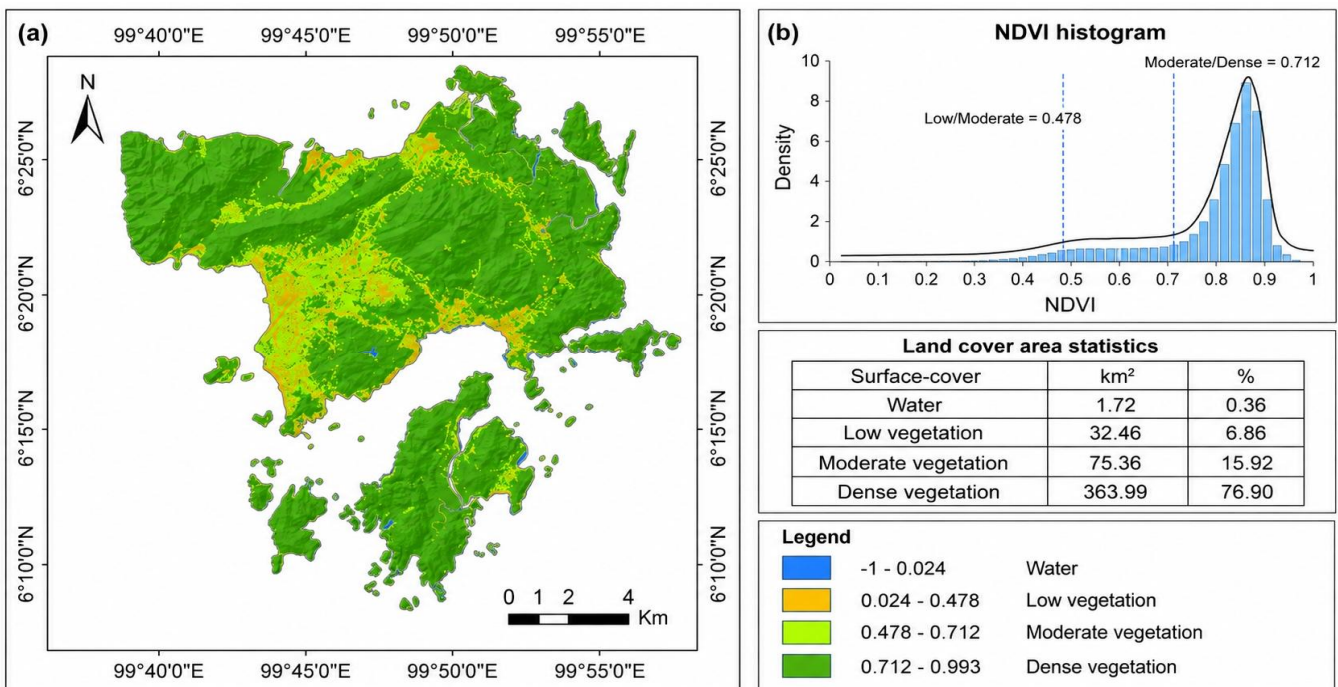 (a)
99°40'0"E 99°45'0"E 99°50'0"E 99°55'0"E
N
6°25'0"N 6°25'0"N
6°20'0"N 6°20'0"N
6°15'0"N 6°15'0"N
6°10'0"N 6°10'0"N
0 1 2 4
Km
99°40'0"E 99°45'0"E 99°50'0"E 99°55'0"E
(b)
NDVI histogram
Moderate/Dense = 0.712
Low/Moderate = 0.478
Density
10
8
6
4
2
0
0 0.1 0.2 0.3 0.4 0.5 0.6 0.7 0.8 0.9 1
NDVI
Land cover area statistics
Surface-cover km² %
Water 1.72 0.36
Low vegetation 32.46 6.86
Moderate vegetation 75.36 15.92
Dense vegetation 363.99 76.90
Legend
-1 - 0.024 Water
0.024 - 0.478 Low vegetation
0.478 - 0.712 Moderate vegetation
0.712 - 0.993 Dense vegetation